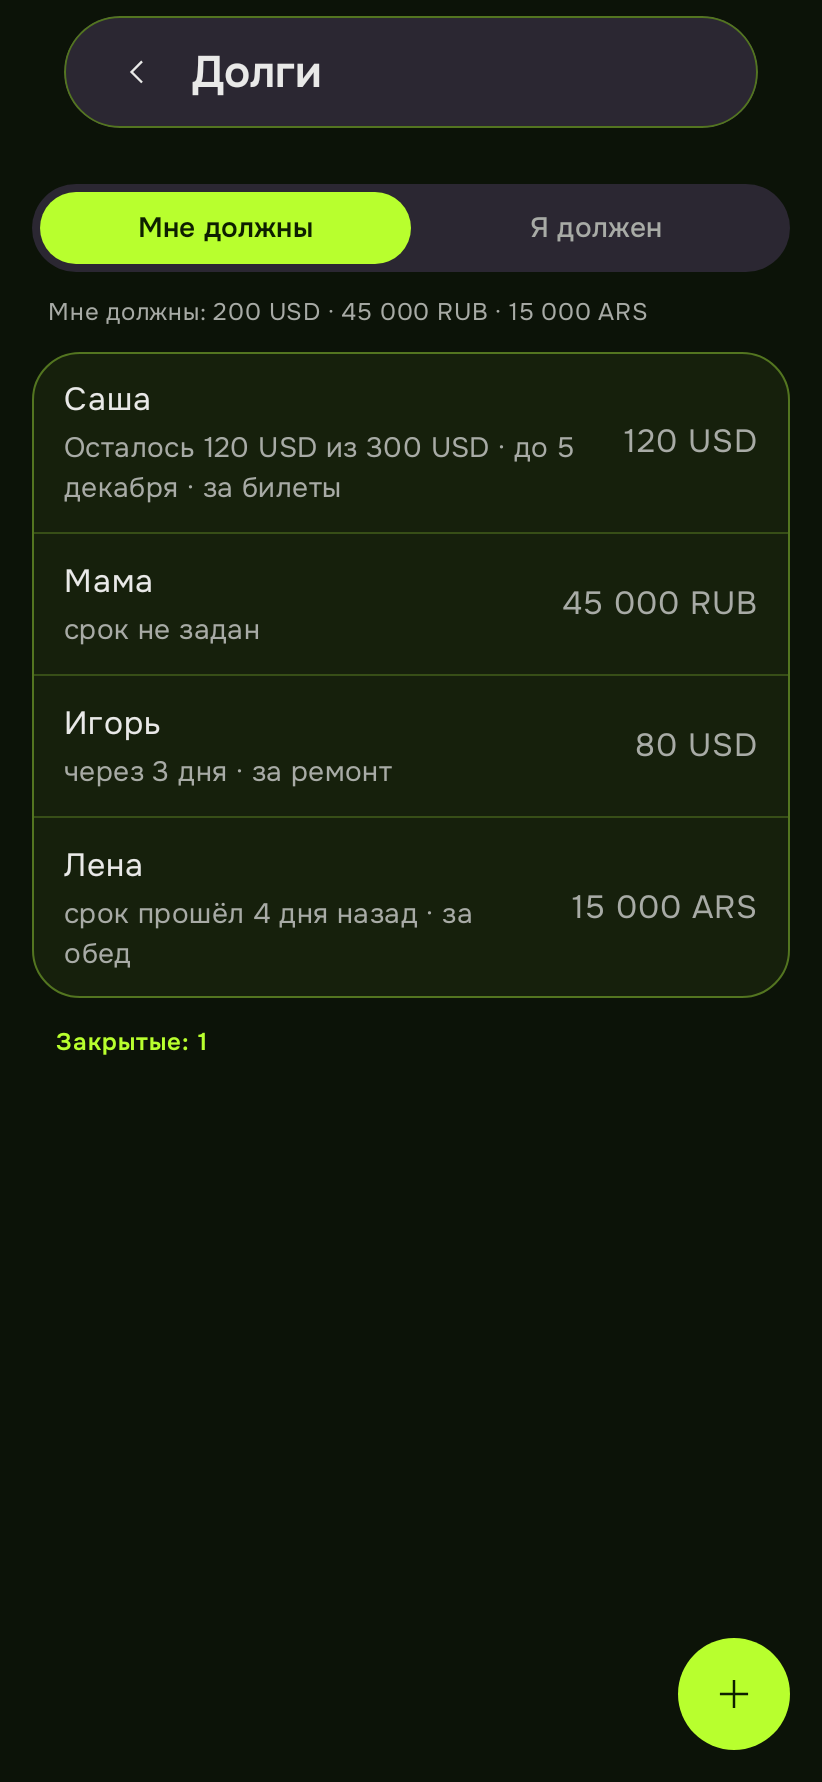 Долги
Мне должны
Я должен
Мне должны: 200 USD · 45 000 RUB · 15 000 ARS
Саша
Осталось 120 USD из 300 USD · до 5
декабря · за билеты
120 USD
Мама
срок не задан
45 000 RUB
Игорь
через 3 дня · за ремонт
80 USD
Лена
срок прошёл 4 дня назад · за
обед
15 000 ARS
Закрытые: 1